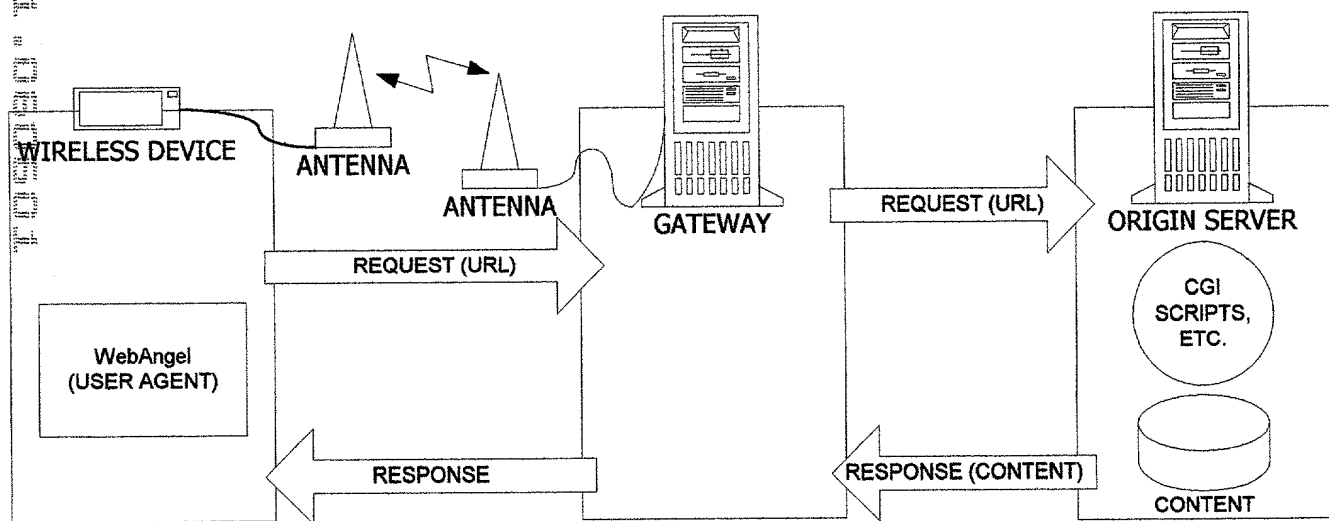 WIRELESS DEVICE
ANTENNA
ANTENNA
GATEWAY
ORIGIN SERVER
REQUEST (URL)
REQUEST (URL)
WebAngel
(USER AGENT)
CGI
SCRIPTS,
ETC.
RESPONSE
RESPONSE (CONTENT)
CONTENT